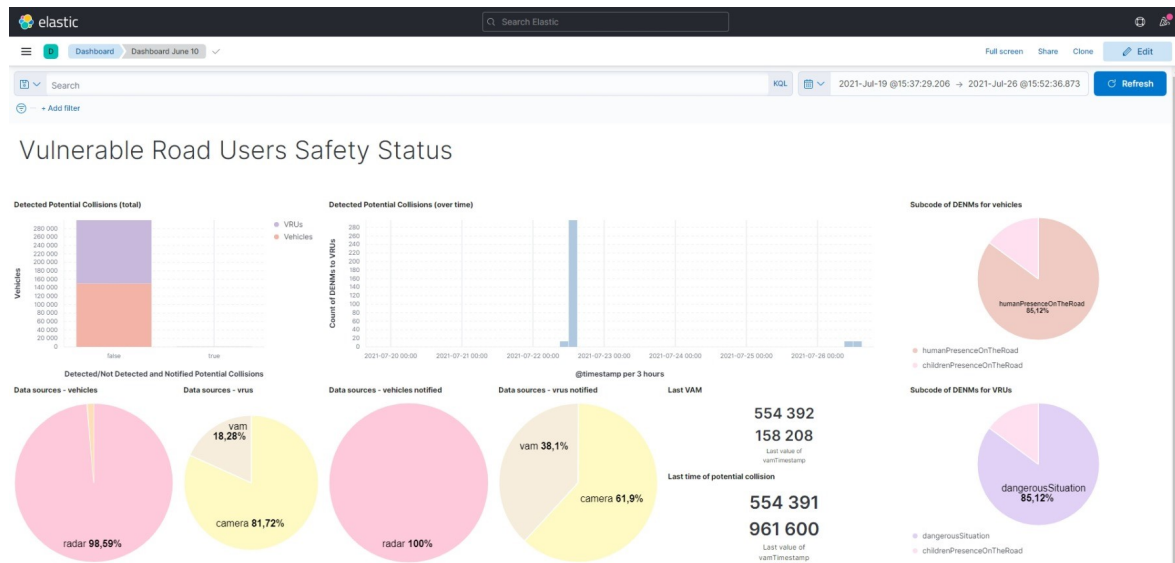 elastic
Search Elastic
D
Dashboard
Dashboard June 10
Full screen
Share
Clone
Edit
Search
KQL
2021-Jul-19 @15:37:29.206 → 2021-Jul-26 @15:52:36.873
Refresh
+ Add filter
Vulnerable Road Users Safety Status
Detected Potential Collisions (total)
Vehicles
280 000
260 000
240 000
220 000
200 000
180 000
160 000
140 000
120 000
100 000
80 000
60 000
40 000
20 000
0
false
true
Detected/Not Detected and Notified Potential Collisions
VRUs
Vehicles
Detected Potential Collisions (over time)
Count of DENMs to VRUs
280
260
240
220
200
180
160
140
120
100
80
60
40
20
0
2021-07-20 00:00
2021-07-21 00:00
2021-07-22 00:00
2021-07-23 00:00
2021-07-24 00:00
2021-07-25 00:00
2021-07-26 00:00
@timestamp per 3 hours
Subcode of DENMs for vehicles
humanPresenceOnTheRoad
85,12%
humanPresenceOnTheRoad
childrenPresenceOnTheRoad
Data sources - vehicles
radar 98,59%
Data sources - vrus
vam
18,28%
camera 81,72%
Data sources - vehicles notified
radar 100%
Data sources - vrus notified
vam 38,1%
camera 61,9%
Last VAM
554 392
158 208
Last value of
vamTimestamp
Last time of potential collision
554 391
961 600
Last value of
vamTimestamp
Subcode of DENMs for VRUs
dangerousSituation
85,12%
dangerousSituation
childrenPresenceOnTheRoad